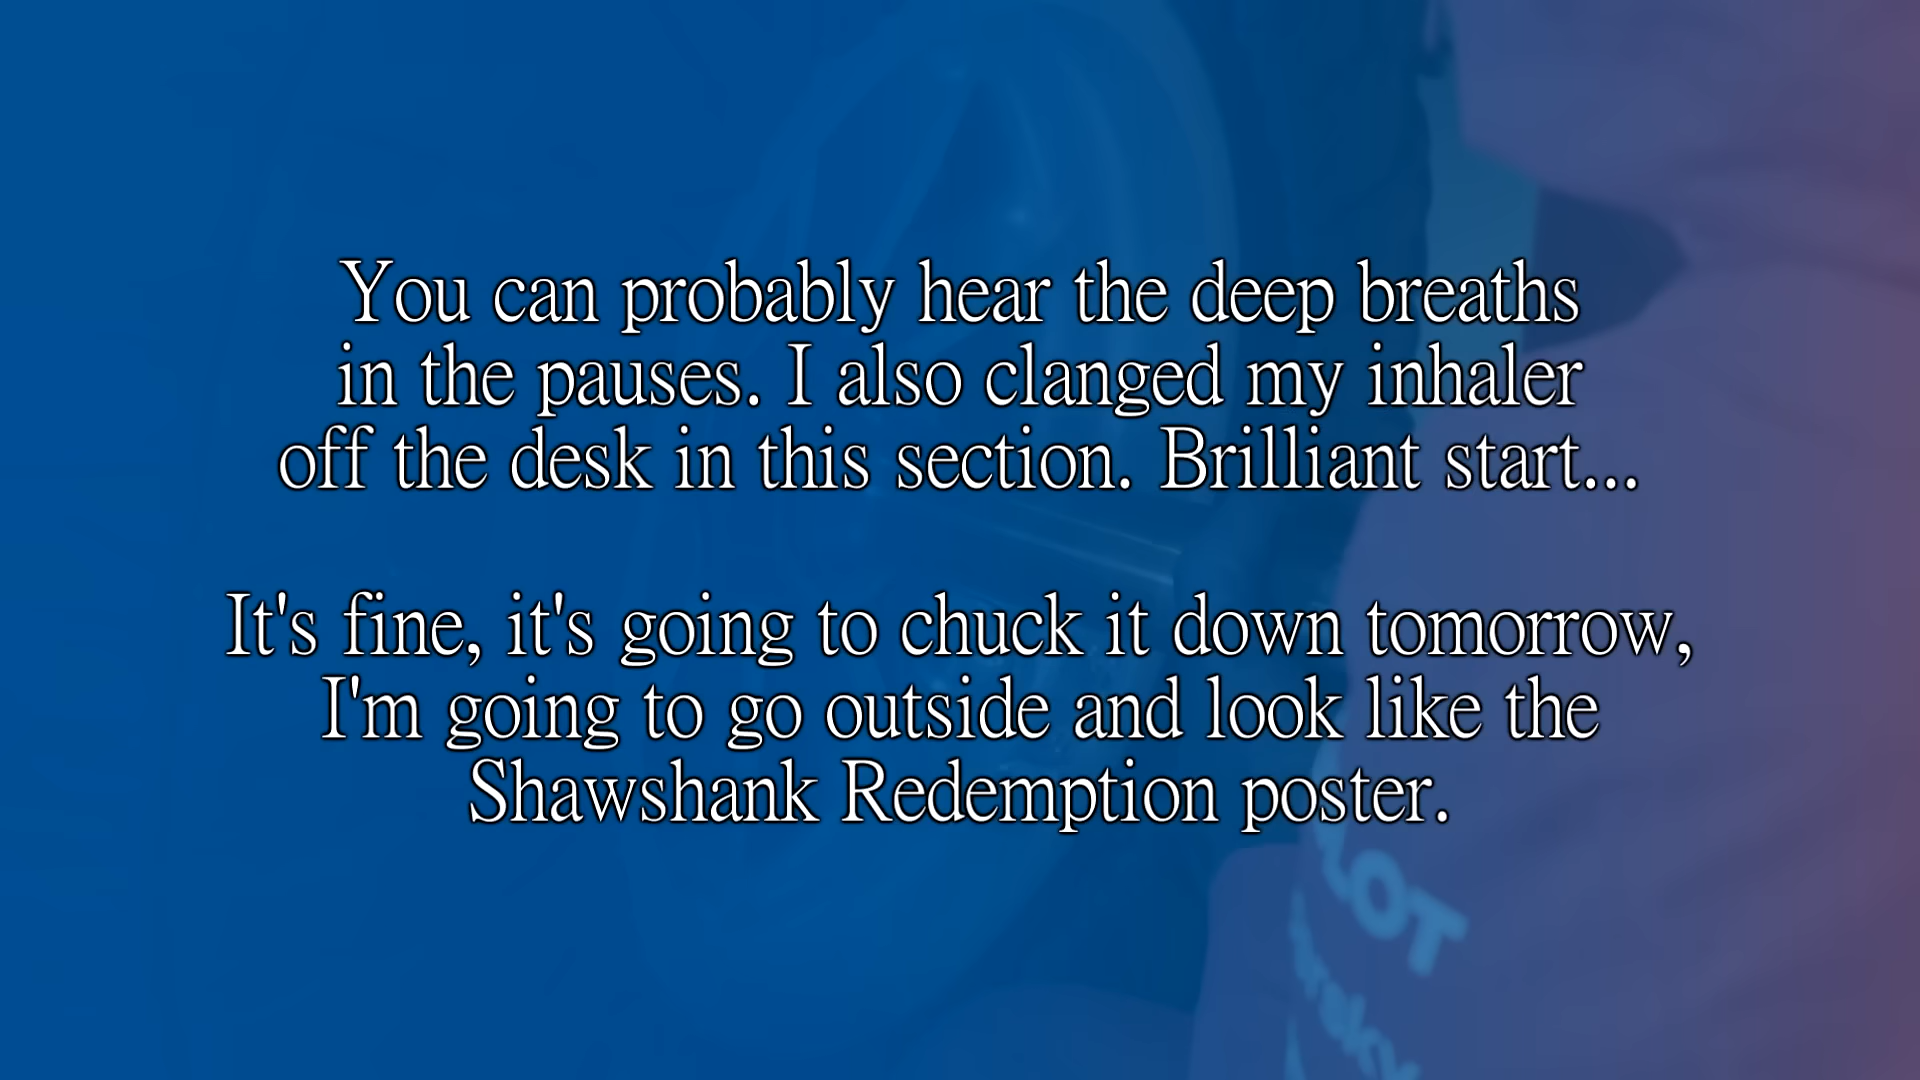 You can probably hear the deep breaths
in the pauses. I also clanged my inhaler
off the desk in this section. Brilliant start...
It's fine, it's going to chuck it down tomorrow,
I'm going to go outside and look like the
Shawshank Redemption poster.